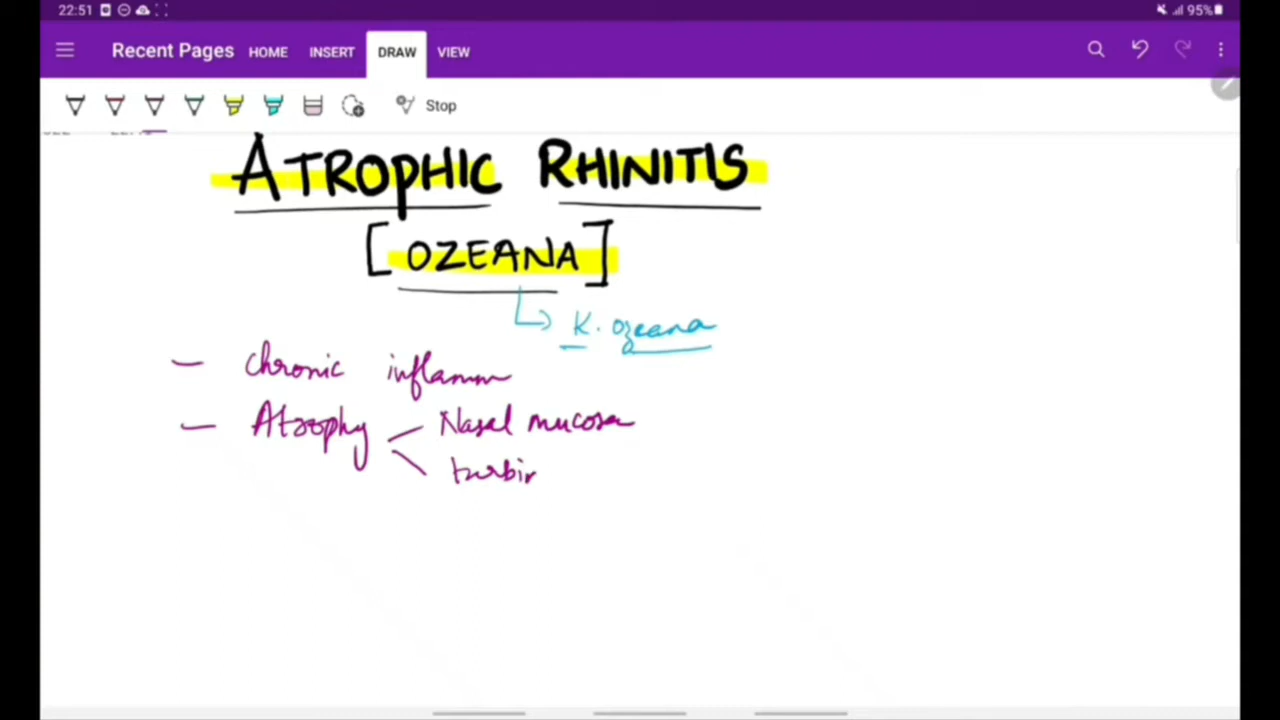 22:51 95%
Recent Pages HOME INSERT DRAW VIEW
Stop
ATROPHIC RHINITIS
[OZEANA]
K. ozeana
— Chronic inflamm
— Atrophy Nasal mucosa
turbin